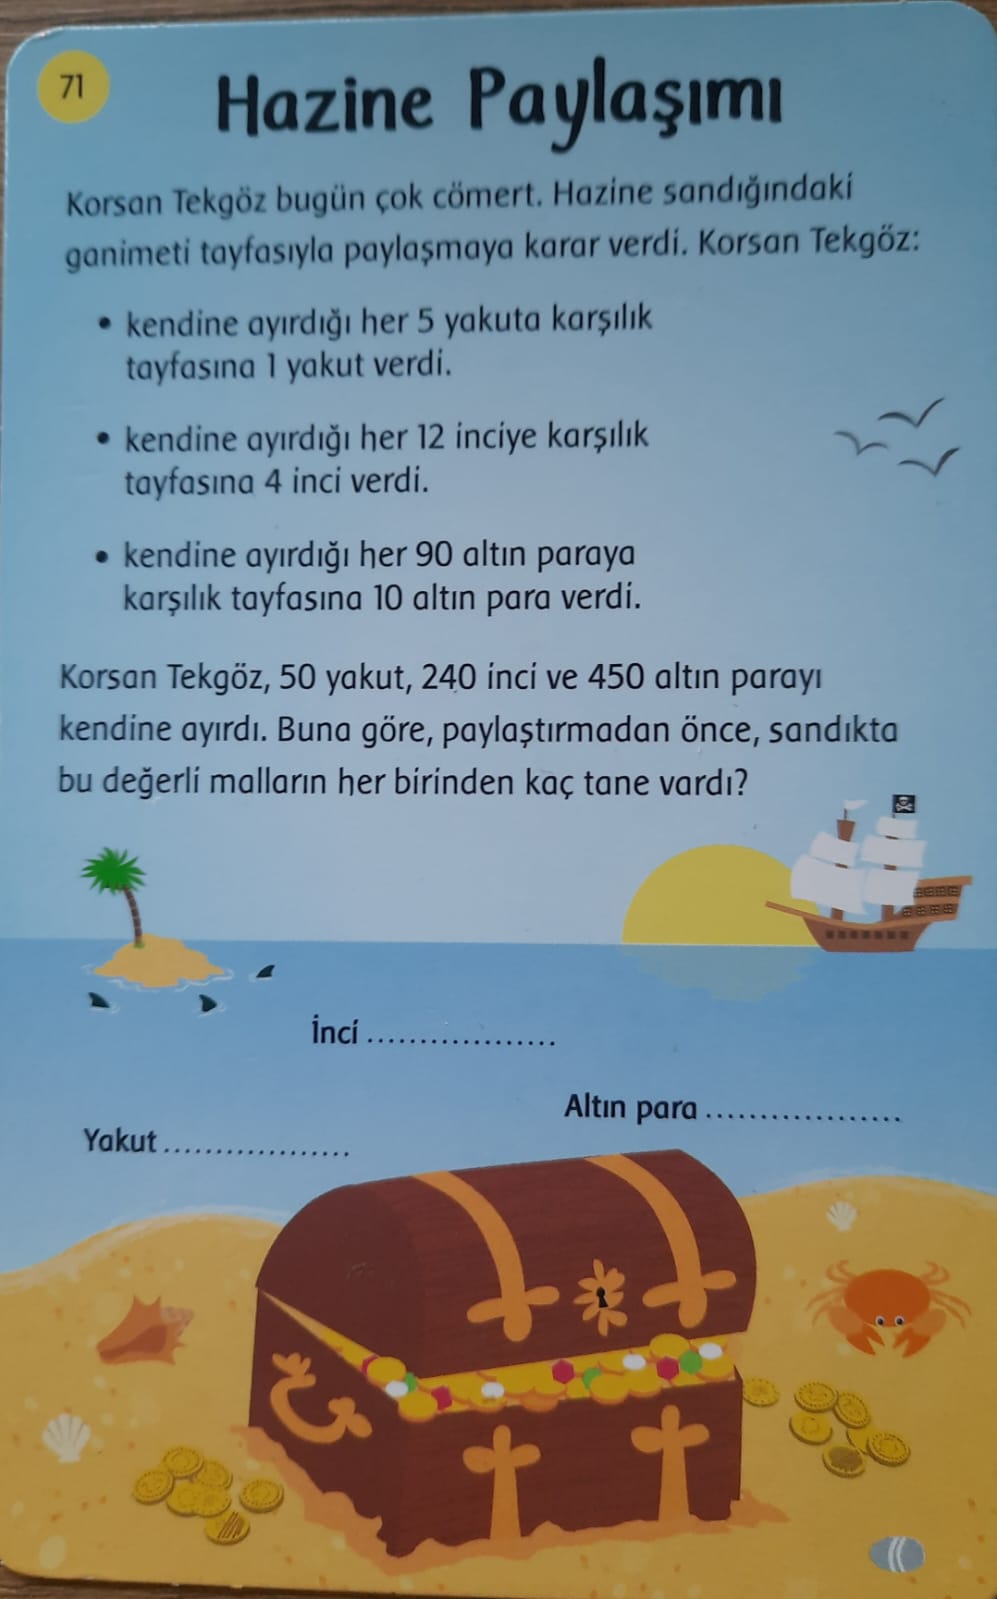 71
Hazine Paylaşımı
Korsan Tekgöz bugün çok cömert. Hazine sandığındaki
ganimeti tayfasıyla paylaşmaya karar verdi. Korsan Tekgöz:
• kendine ayırdığı her 5 yakuta karşılık
tayfasına 1 yakut verdi.
• kendine ayırdığı her 12 inciye karşılık
tayfasına 4 inci verdi.
• kendine ayırdığı her 90 altın paraya
karşılık tayfasına 10 altın para verdi.
Korsan Tekgöz, 50 yakut, 240 inci ve 450 altın parayı
kendine ayırdı. Buna göre, paylaştırmadan önce, sandıkta
bu değerli malların her birinden kaç tane vardı?
İnci ..................
Altın para ..................
Yakut ..................